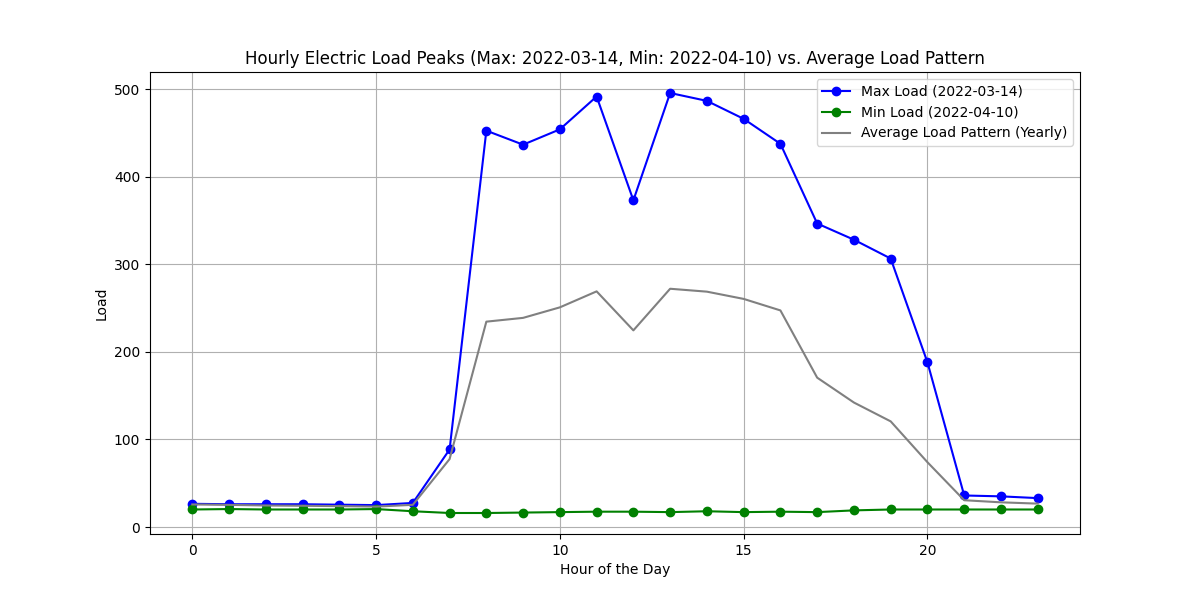 Hourly Electric Load Peaks (Max: 2022-03-14, Min: 2022-04-10) vs. Average Load Pattern
Max Load (2022-03-14)
Min Load (2022-04-10)
Average Load Pattern (Yearly)
500
400
300
200
100
0
Load
0 5 10 15 20
Hour of the Day